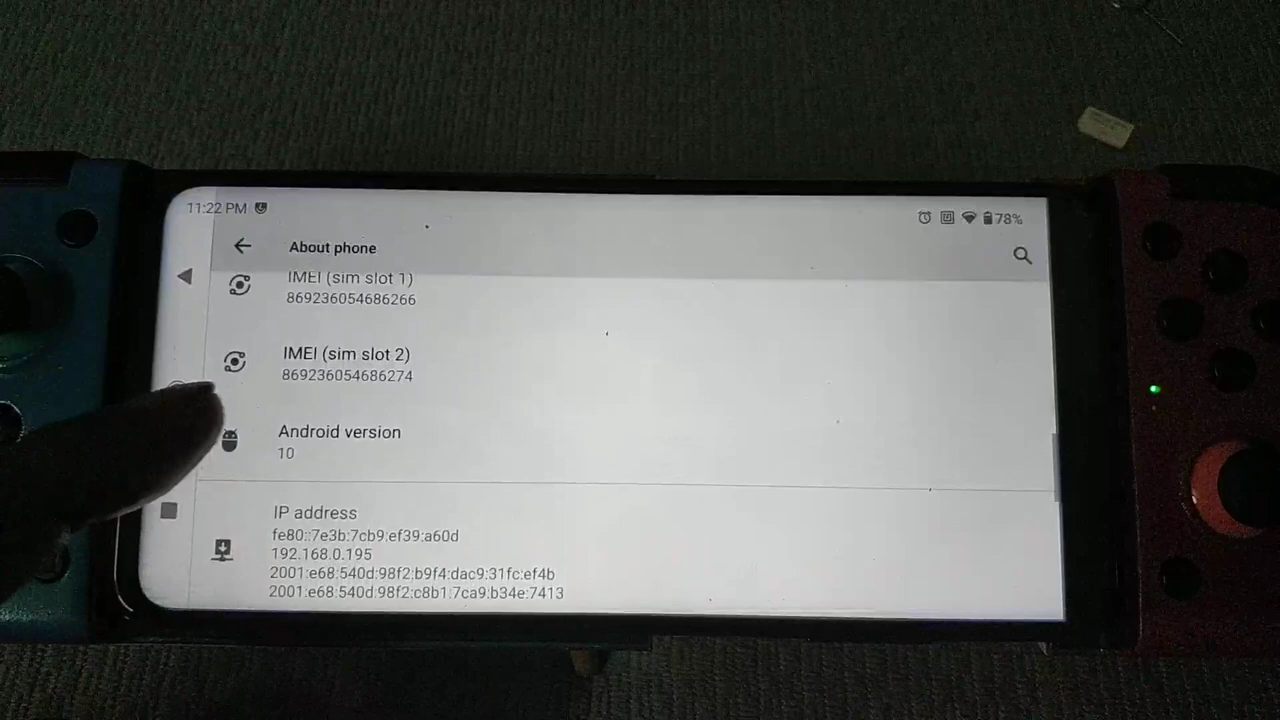 11:22 PM
78%
About phone
IMEI (sim slot 1)
869236054686266
IMEI (sim slot 2)
869236054686274
Android version
10
IP address
fe80::7e3b:7cb9:ef39:a60d
192.168.0.195
2001:e68:540d:98f2:b9f4:dac9:31fc:ef4b
2001:e68:540d:98f2:c8b1:7ca9:b34e:7413